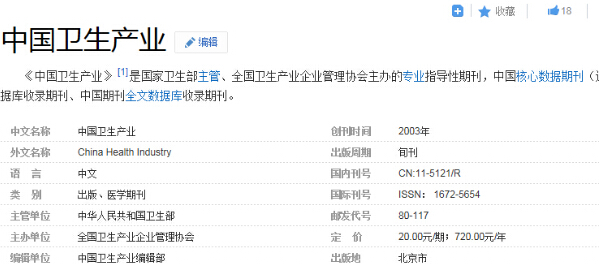 收藏
18
中国卫生产业
编辑
《中国卫生产业》[1]是国家卫生部主管、全国卫生产业企业管理协会主办的专业指导性期刊，中国核心数据期刊（
据库收录期刊、中国期刊全文数据库收录期刊。
中文名称 中国卫生产业 创刊时间 2003年
外文名称 China Health Industry 出版周期 旬刊
语 言 中文 国内刊号 CN:11-5121/R
类 别 出版、医学期刊 国际刊号 ISSN： 1672-5654
主管单位 中华人民共和国卫生部 邮发代号 80-117
主办单位 全国卫生产业企业管理协会 定 价 20.00元/期；720.00元/年
编辑单位 中国卫生产业编辑部 出版地 北京市